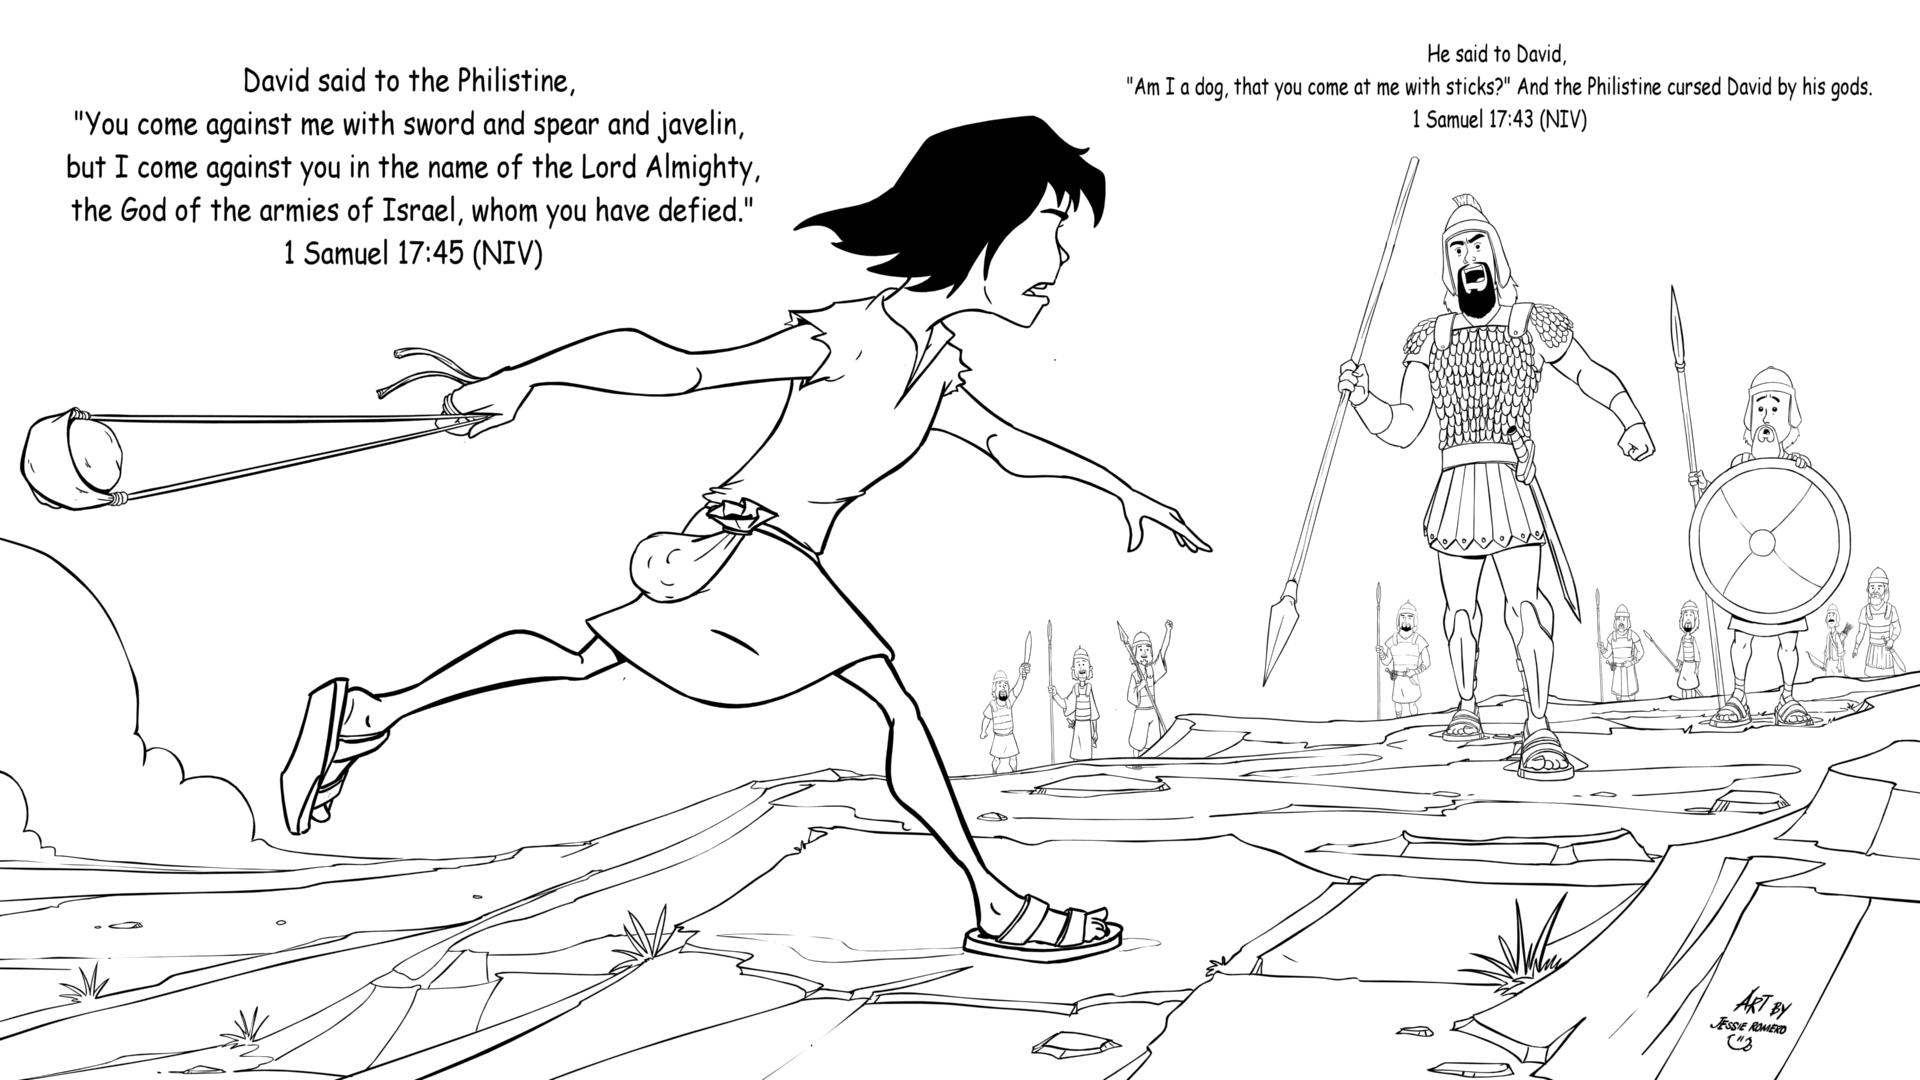 David said to the Philistine,
"You come against me with sword and spear and javelin,
but I come against you in the name of the Lord Almighty,
the God of the armies of Israel, whom you have defied."
1 Samuel 17:45 (NIV)
He said to David,
"Am I a dog, that you come at me with sticks?" And the Philistine cursed David by his gods.
1 Samuel 17:43 (NIV)
ART BY
JESSIE ROMERO